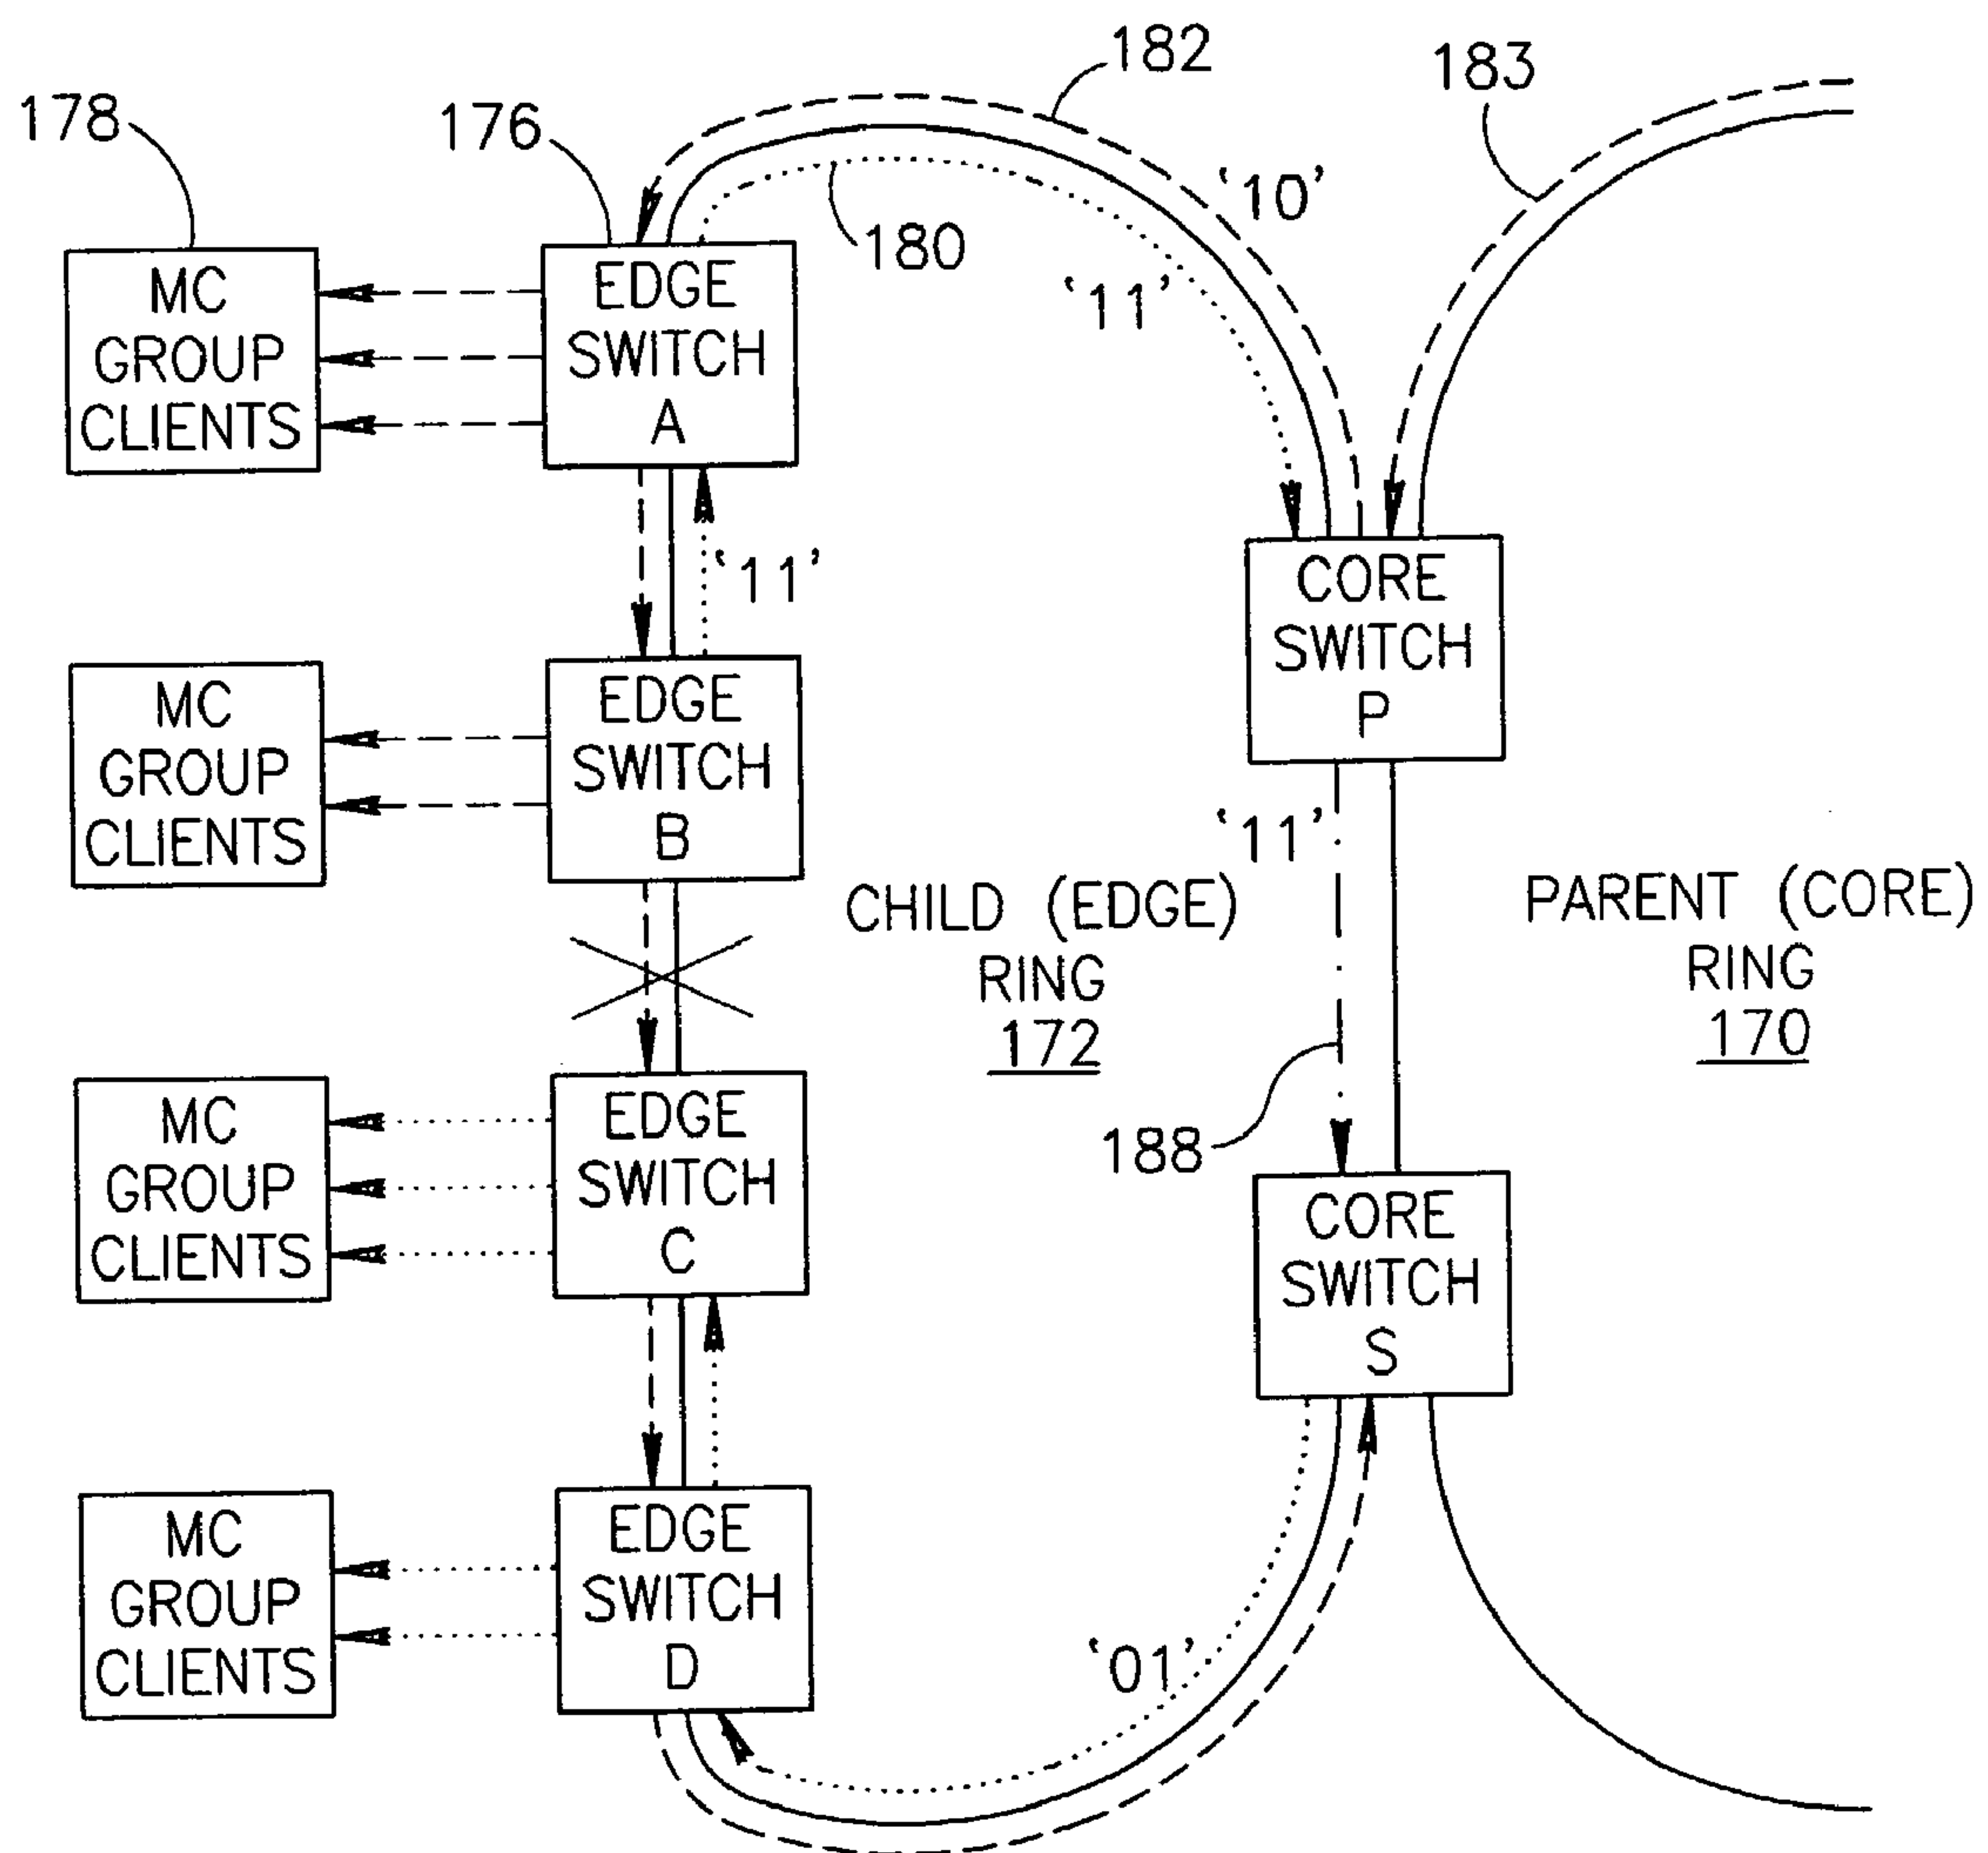 182
183
178
176
'10'
180
'11'
MC
GROUP
CLIENTS
EDGE
SWITCH
A
'11'
CORE
SWITCH
P
MC
GROUP
CLIENTS
EDGE
SWITCH
B
'11'
CHILD (EDGE)
RING
172
PARENT (CORE)
RING
170
188
MC
GROUP
CLIENTS
EDGE
SWITCH
C
CORE
SWITCH
S
MC
GROUP
CLIENTS
EDGE
SWITCH
D
'01'